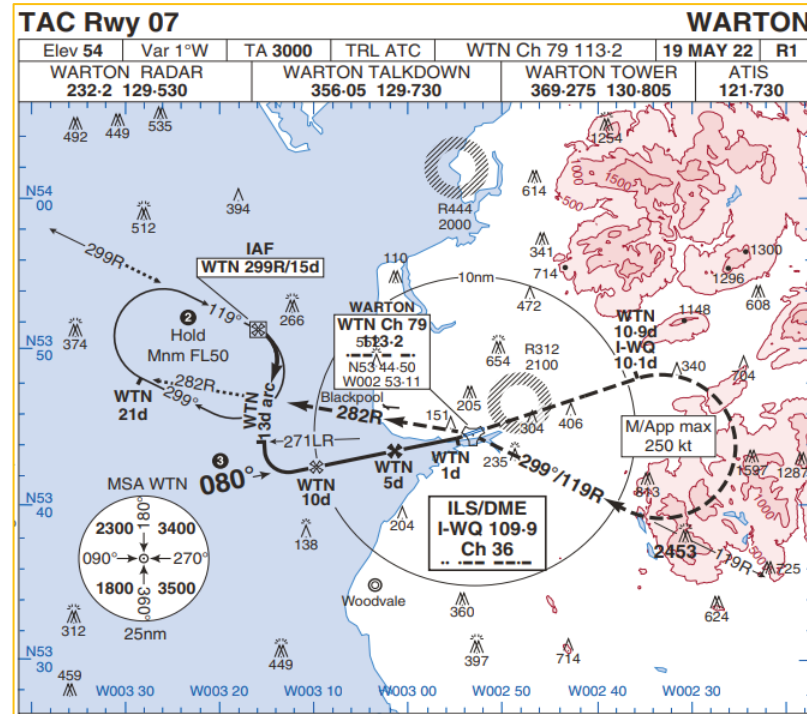 TAC Rwy 07 WARTON
Elev 54 Var 1°W TA 3000 TRL ATC WTN Ch 79 113·2 19 MAY 22 R1
WARTON RADAR WARTON TALKDOWN WARTON TOWER ATIS
232·2 129·530 356·05 129·730 369·275 130·805 121·730
492
449
535
1254
1500
500
N54
00
394
512
614
R444
2000
IAF
WTN 299R/15d
299R
119°
341
714
1300
1296
110
10nm
472
608
2
Hold
Mnm FL50
266
374
WARTON
WTN Ch 79
113·2
N53 44·50
W002 53·11
WTN
10·9d
I-WQ
10·1d
1148
N53
50
654
R312
2100
340
704
282R
299°
WTN
21d
WTN
13d arc
Blackpool
282R
205
151
304
406
M/App max
250 kt
271LR
3
080°
WTN
10d
WTN
5d
WTN
1d
235
299°/119R
813
1597
1287
MSA WTN
2300 3400
180°
090° 270°
1800 3500
360°
25nm
N53
40
138
204
ILS/DME
I-WQ 109·9
Ch 36
2453
119R
725
Woodvale
312
360
624
N53
30
449
397
714
459
W003 30 W003 20 W003 10 W003 00 W002 50 W002 40 W002 30